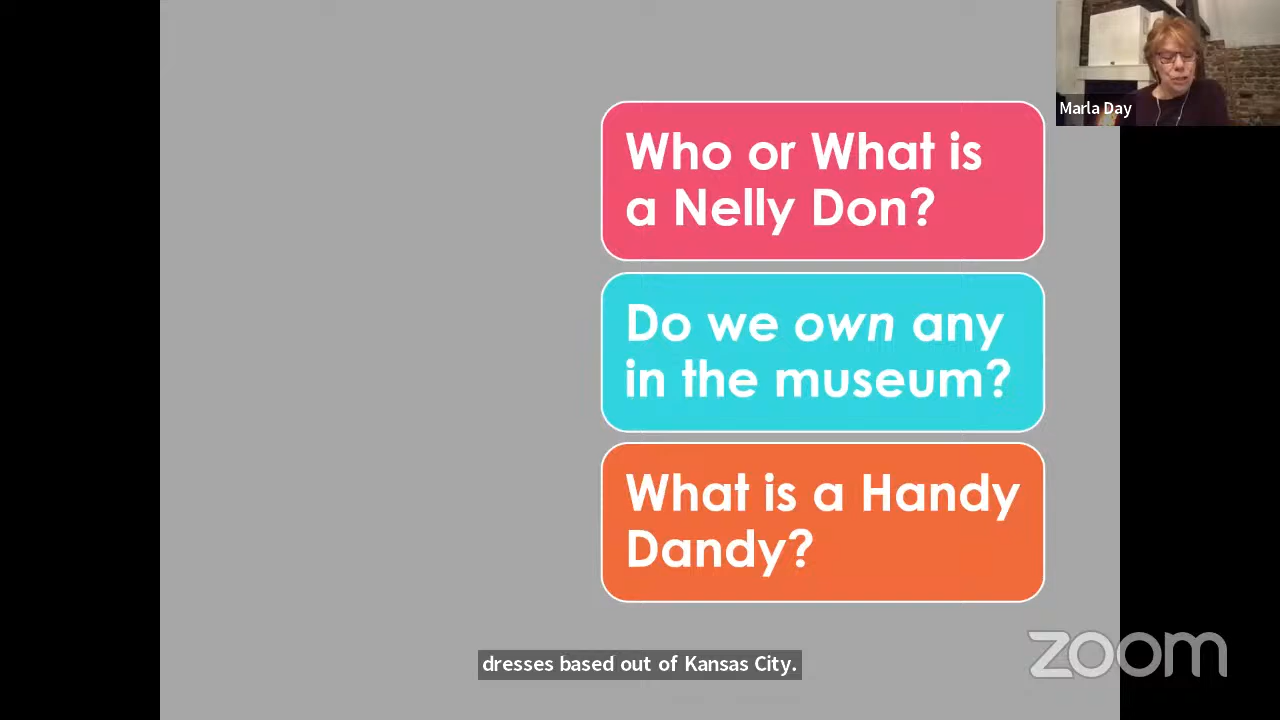 Marla Day
Who or What is
a Nelly Don?
Do we own any
in the museum?
What is a Handy
Dandy?
dresses based out of Kansas City.
zoom